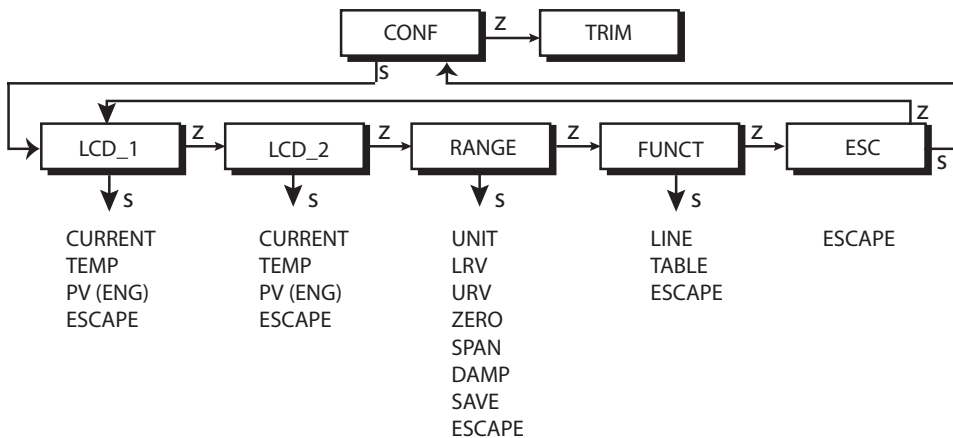 CONF
Z
TRIM
S
Z
LCD_1
Z
LCD_2
Z
RANGE
Z
FUNCT
Z
ESC
S
S
S
S
S
CURRENT
TEMP
PV (ENG)
ESCAPE
CURRENT
TEMP
PV (ENG)
ESCAPE
UNIT
LRV
URV
ZERO
SPAN
DAMP
SAVE
ESCAPE
LINE
TABLE
ESCAPE
ESCAPE